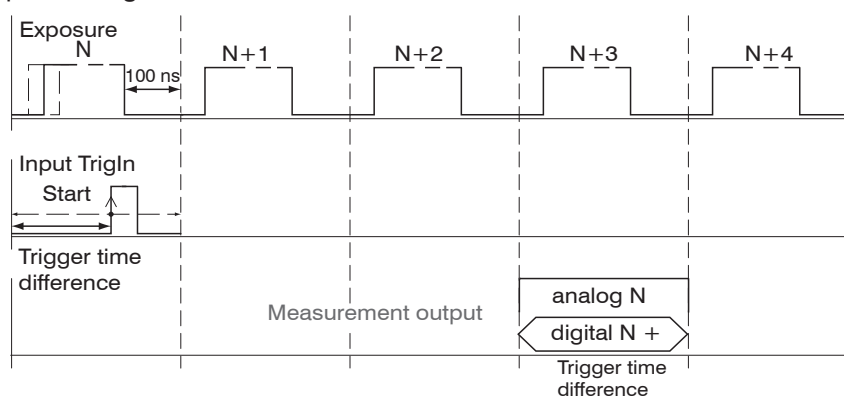 Exposure
N
N+1
N+2
N+3
N+4
100 ns
Input TrigIn
Start
Trigger time
difference
Measurement output
analog N
digital N +
Trigger time
difference